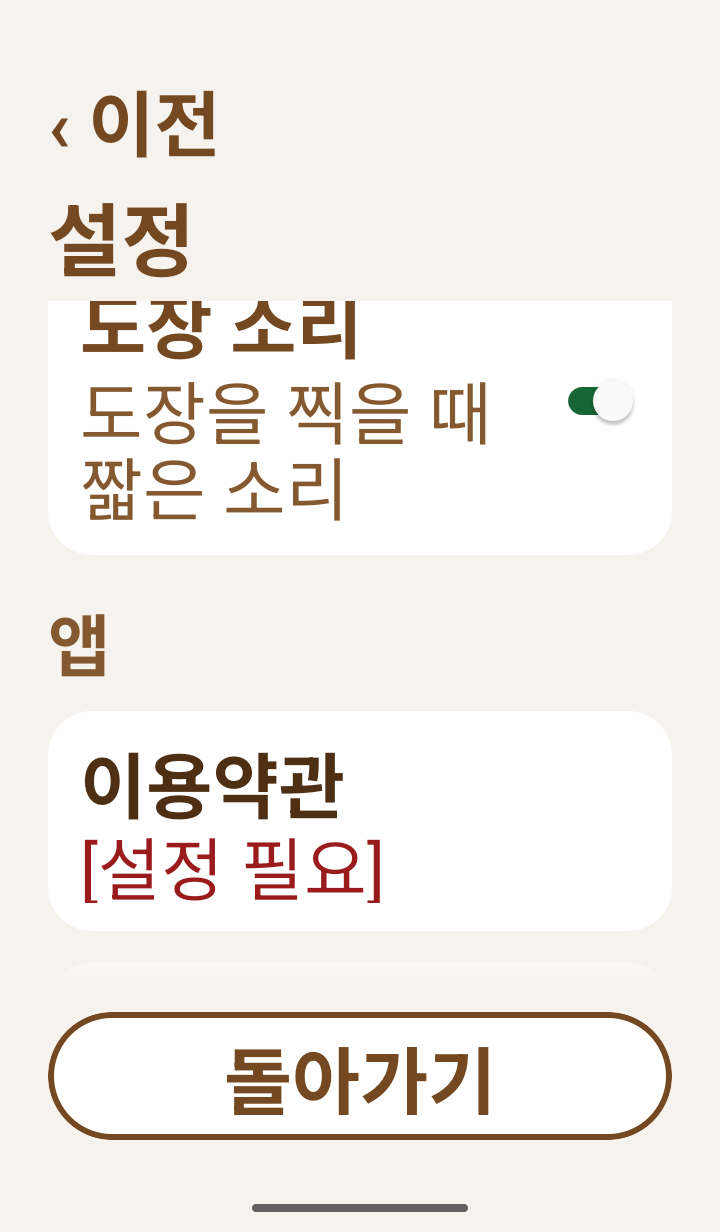 ‹ 이전
설정
도장 소리
도장을 찍을 때
짧은 소리
앱
이용약관
[설정 필요]
돌아가기